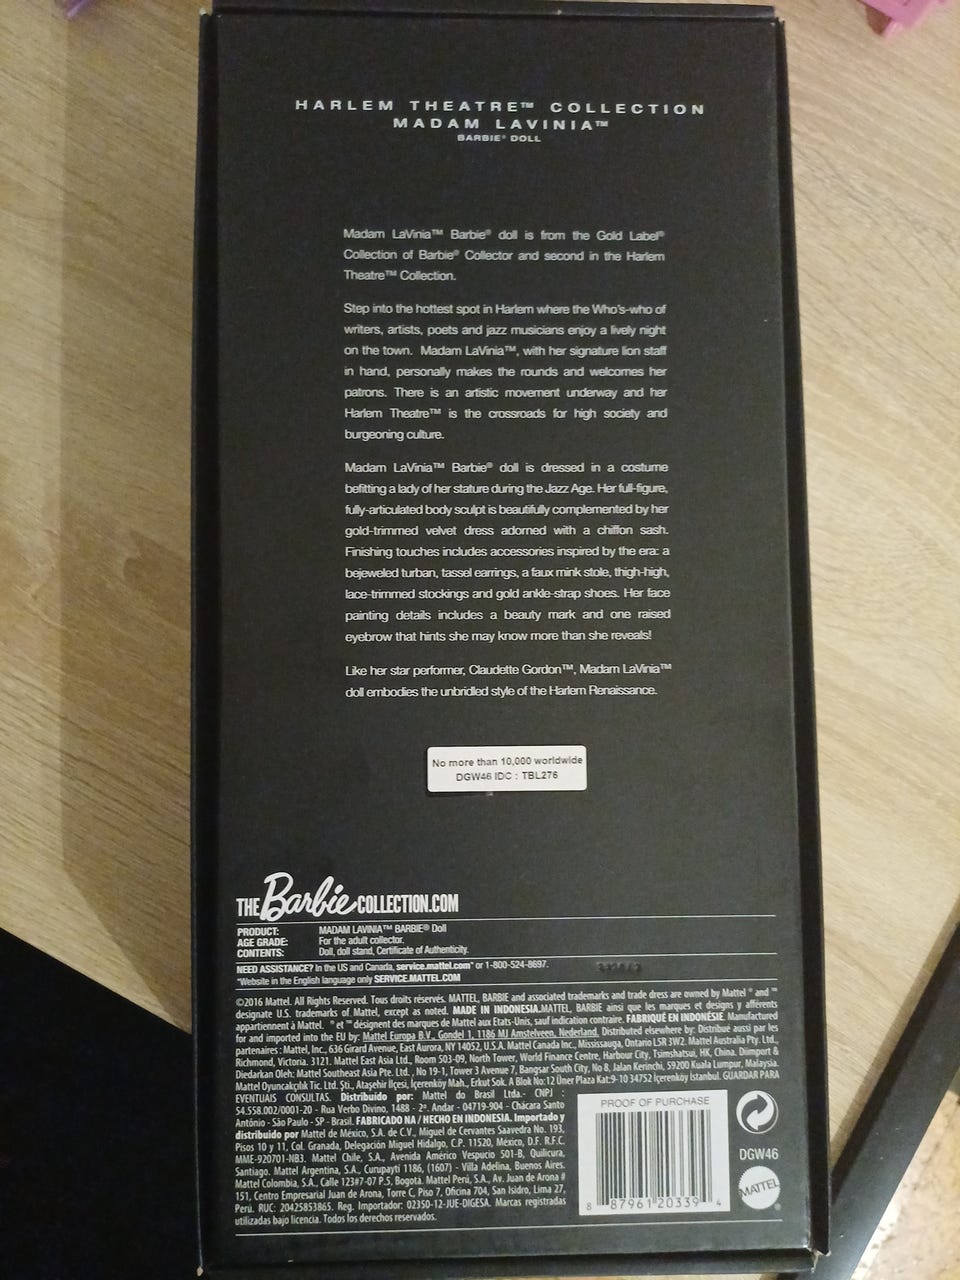 HARLEM THEATRE™ COLLECTION
MADAM LAVINIA™
BARBIE® DOLL
Madam LaVinia™ Barbie® doll is from the Gold Label®
Collection of Barbie® Collector and second in the Harlem
Theatre™ Collection.
Step into the hottest spot in Harlem where the Who's-who of
writers, artists, poets and jazz musicians enjoy a lively night
on the town. Madam LaVinia™, with her signature lion staff
in hand, personally makes the rounds and welcomes her
patrons. There is an artistic movement underway and her
Harlem Theatre™ is the crossroads for high society and
burgeoning culture.
Madam LaVinia™ Barbie® doll is dressed in a costume
befitting a lady of her stature during the Jazz Age. Her full-figure,
fully-articulated body sculpt is beautifully complemented by her
gold-trimmed velvet dress adorned with a chiffon sash.
Finishing touches includes accessories inspired by the era: a
bejeweled turban, tassel earrings, a faux mink stole, thigh-high,
lace-trimmed stockings and gold ankle-strap shoes. Her face
painting details includes a beauty mark and one raised
eyebrow that hints she may know more than she reveals!
Like her star performer, Claudette Gordon™, Madam LaVinia™
doll embodies the unbridled style of the Harlem Renaissance.
No more than 10,000 worldwide
DGW46 IDC : TBL276
THE Barbie COLLECTION.COM
PRODUCT: MADAM LAVINIA™ BARBIE® Doll
AGE GRADE: For the adult collector.
CONTENTS: Doll, doll stand, Certificate of Authenticity.
NEED ASSISTANCE? In the US and Canada, service.mattel.com* or 1-800-524-8697.
*Website in the English language only SERVICE.MATTEL.COM
©2016 Mattel. All Rights Reserved. Tous droits réservés. MATTEL, BARBIE and associated trademarks and trade dress are owned by Mattel ® and ™
designate U.S. trademarks of Mattel, except as noted. MADE IN INDONESIA.MATTEL, BARBIE ainsi que les marques et designs y afférents
appartiennent à Mattel. ® et ™ désignent des marques de Mattel aux États-Unis, sauf indication contraire. FABRIQUÉ EN INDONÉSIE. Manufactured
for and imported into the EU by: Mattel Europa B.V., Gondel 1, 1186 MJ Amstelveen, Nederland. Distributed elsewhere by: Distribué aussi par les
partenaires : Mattel, Inc., 636 Girard Avenue, East Aurora, NY 14052, U.S.A. Mattel Canada Inc., Mississauga, Ontario L5R 3W2. Mattel Australia Pty. Ltd.,
Richmond, Victoria. 3121. Mattel East Asia Ltd., Room 503-09, North Tower, World Finance Centre, Harbour City, Tsimshatsui, HK, China. Diimport &
Diedarkan Oleh: Mattel Southeast Asia Pte. Ltd., No 19-1, Tower 3 Avenue 7, Bangsar South City, No 8, Jalan Kerinchi, 59200 Kuala Lumpur, Malaysia.
Mattel Oyuncakçılık Tic. Ltd. Şti., Ataşehir İlçesi, İçerenköy Mah., Erkut Sok. A Blok No:12 Üner Plaza Kat:9-10 34752 İçerenköy İstanbul. GUARDAR PARA
EVENTUAIS CONSULTAS. Distribuido por: Mattel do Brasil Ltda.- CNPJ :
54.558.002/0001-20 - Rua Verbo Divino, 1488 - 2º. Andar - 04719-904 - Chácara Santo
Antônio - São Paulo - SP - Brasil. FABRICADO NA / HECHO EN INDONESIA. Importado y
distribuido por Mattel de México, S.A. de C.V., Miguel de Cervantes Saavedra No. 193,
Pisos 10 y 11, Col. Granada, Delegación Miguel Hidalgo, C.P. 11520, México, D.F. R.F.C.
MME-920701-NB3. Mattel Chile, S.A., Avenida Américo Vespucio 501-B, Quilicura,
Santiago. Mattel Argentina, S.A., Curupaytí 1186, (1607) - Villa Adelina, Buenos Aires.
Mattel Colombia, S.A., Calle 123#7-07 P.5, Bogotá. Mattel Perú, S.A., Av. Juan de Arona #
151, Centro Empresarial Juan de Arona, Torre C, Piso 7, Oficina 704, San Isidro, Lima 27,
Perú. RUC: 20425853865. Reg. Importador: 02350-12-JUE-DIGESA. Marcas registradas
utilizadas bajo licencia. Todos los derechos reservados.
PROOF OF PURCHASE
8 87961 20339 4
DGW46
MATTEL